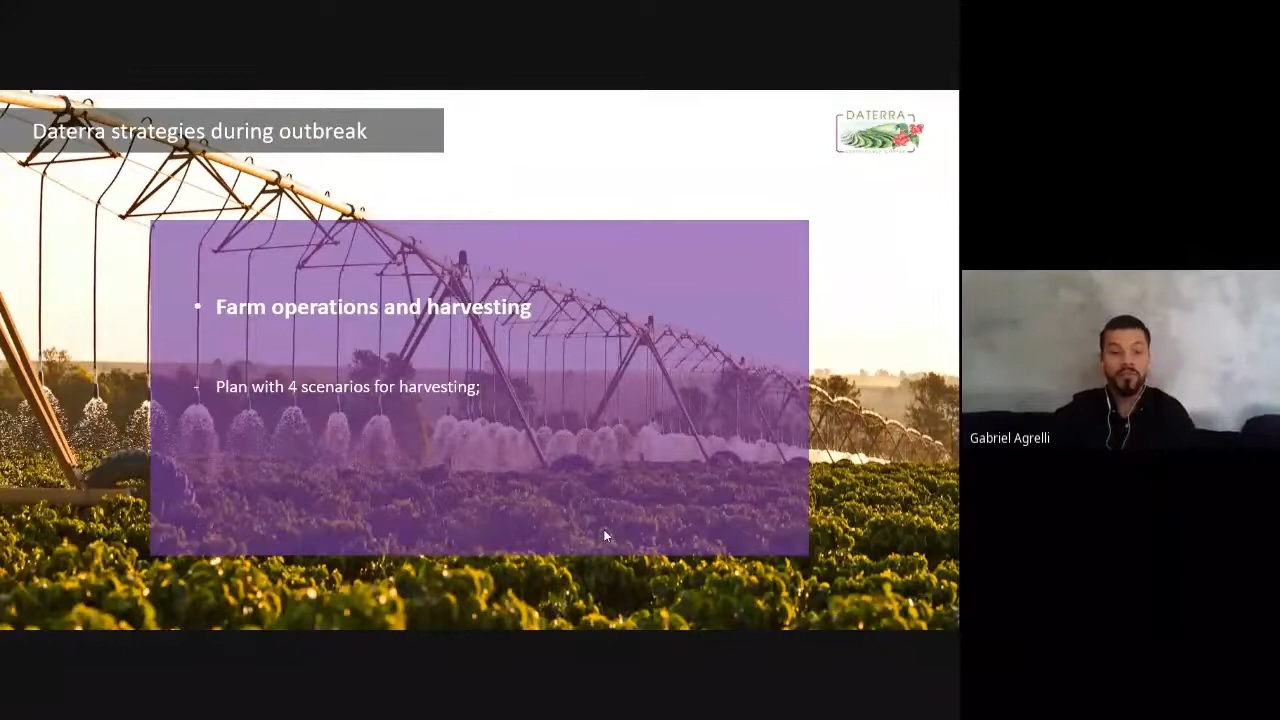 Daterra strategies during outbreak
DATERRA
• Farm operations and harvesting
- Plan with 4 scenarios for harvesting;
Gabriel Agrelli